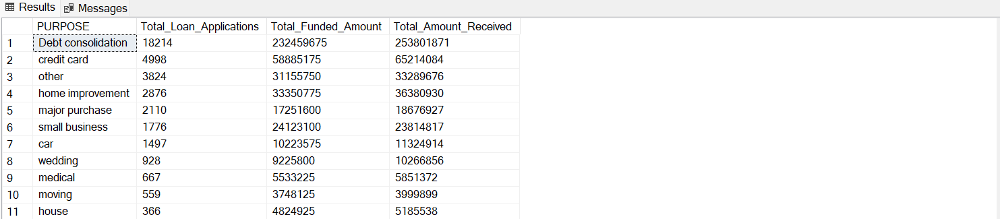 Results Messages
PURPOSE Total_Loan_Applications Total_Funded_Amount Total_Amount_Received
1 Debt consolidation 18214 232459675 253801871
2 credit card 4998 58885175 65214084
3 other 3824 31155750 33289676
4 home improvement 2876 33350775 36380930
5 major purchase 2110 17251600 18676927
6 small business 1776 24123100 23814817
7 car 1497 10223575 11324914
8 wedding 928 9225800 10266856
9 medical 667 5533225 5851372
10 moving 559 3748125 3999899
11 house 366 4824925 5185538